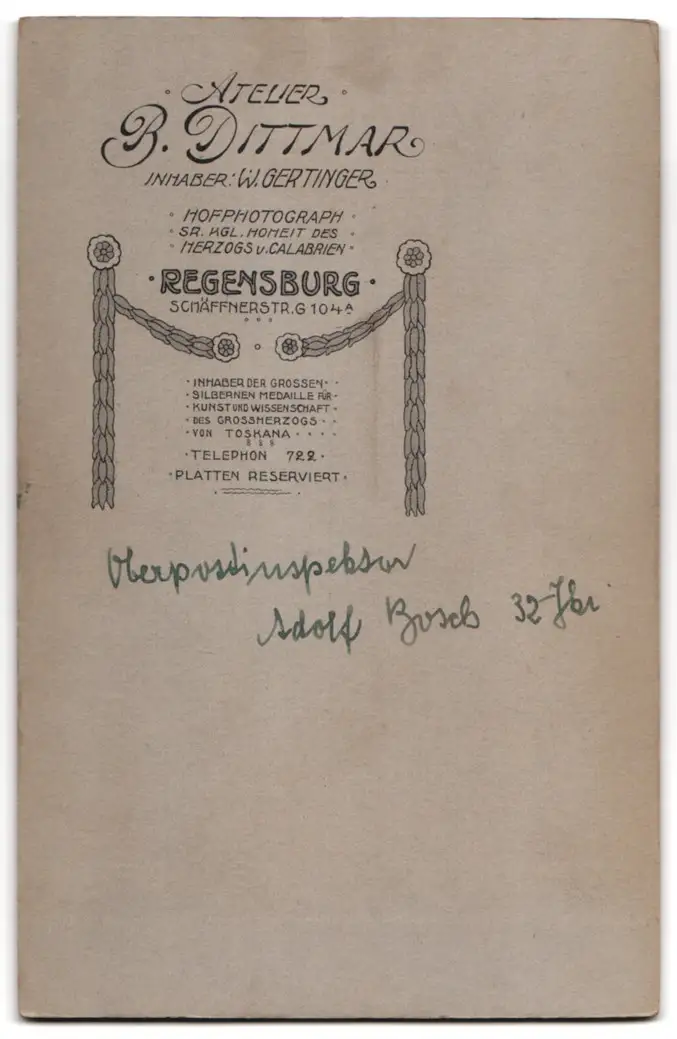 ATELIER
B. DITTMAR
INHABER: W. GERTINGER
· HOFPHOTOGRAPH ·
· SR. KGL. HOHEIT DES ·
· HERZOGS v. CALABRIEN ·
· REGENSBURG ·
SCHÄFFNERSTR. G 104A
· INHABER DER GROSSEN · ·
· SILBERNEN MEDAILLE FÜR ·
· KUNST UND WISSENSCHAFT ·
· DES GROSSHERZOGS · ·
· VON TOSKANA · · · ·
· TELEPHON 722 ·
· PLATTEN RESERVIERT ·
Oberpostinspektor
Adolf Bosch 32 Jhr.